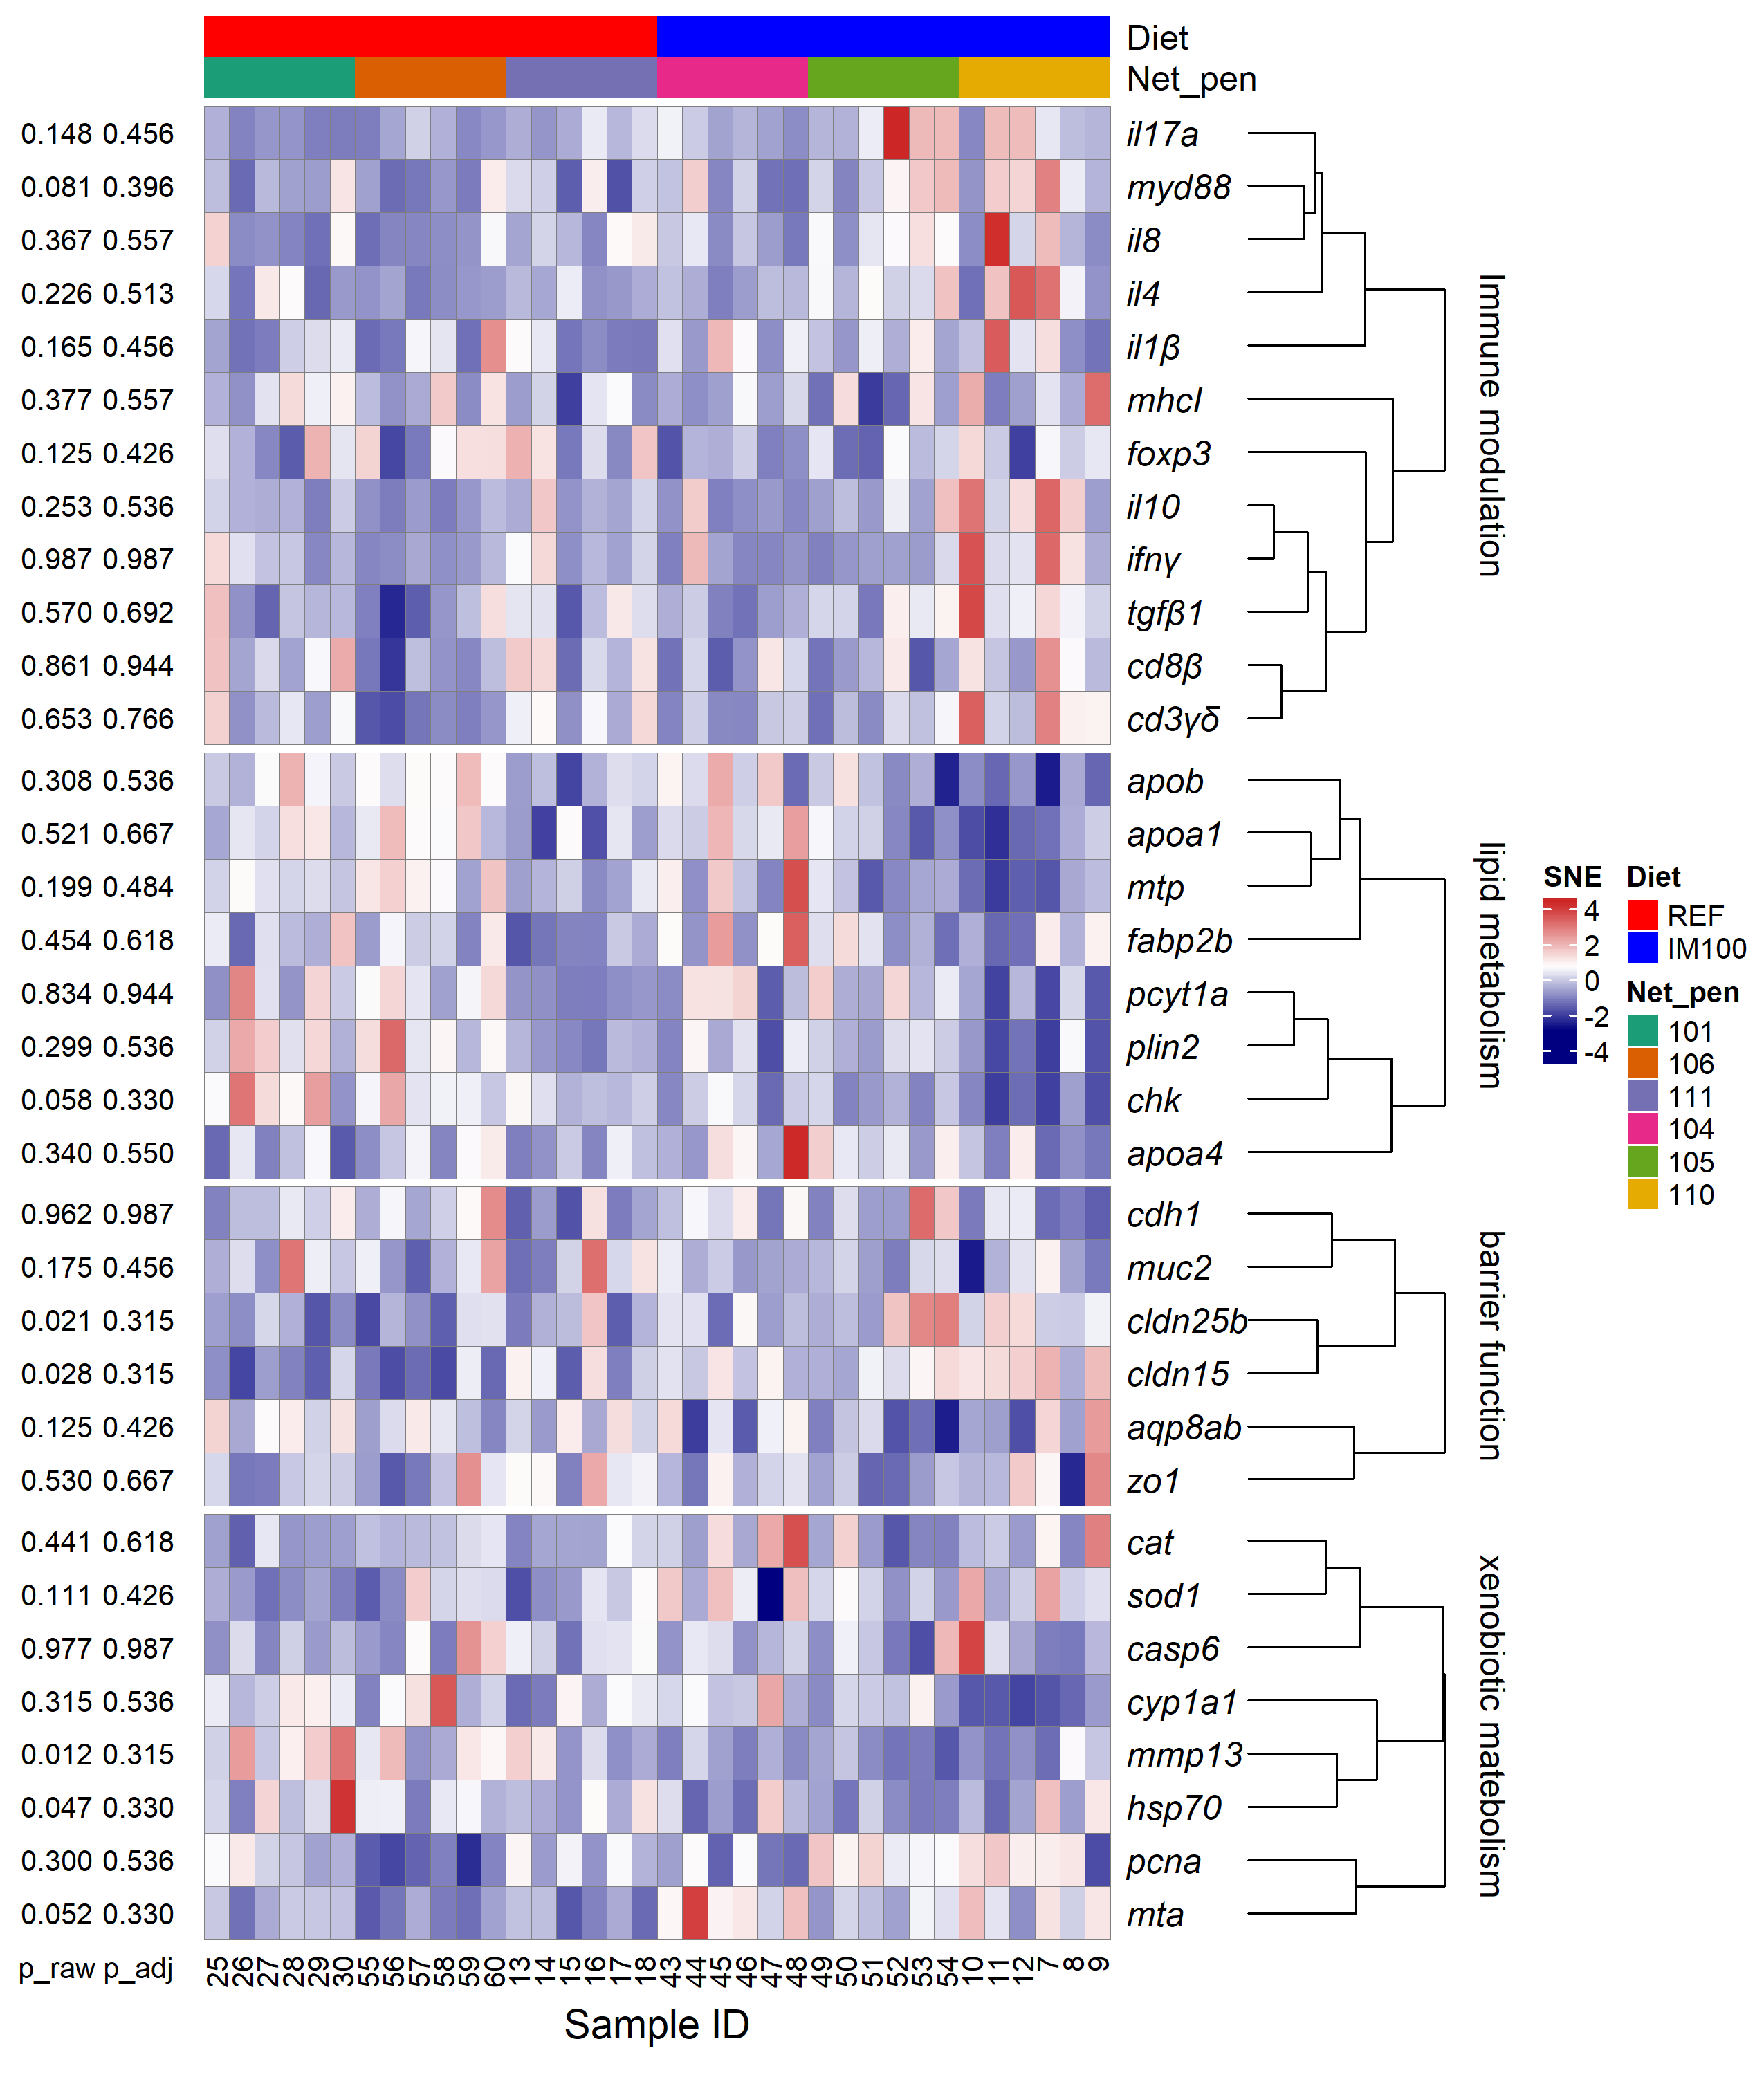 Diet
Net_pen
0.148 0.456 il17a
0.081 0.396 myd88
0.367 0.557 il8
0.226 0.513 il4
0.165 0.456 il1β
0.377 0.557 mhcI
0.125 0.426 foxp3
0.253 0.536 il10
0.987 0.987 ifnγ
0.570 0.692 tgfβ1
0.861 0.944 cd8β
0.653 0.766 cd3γδ
Immune modulation
0.308 0.536 apob
0.521 0.667 apoa1
0.199 0.484 mtp
0.454 0.618 fabp2b
0.834 0.944 pcyt1a
0.299 0.536 plin2
0.058 0.330 chk
0.340 0.550 apoa4
lipid metabolism
0.962 0.987 cdh1
0.175 0.456 muc2
0.021 0.315 cldn25b
0.028 0.315 cldn15
0.125 0.426 aqp8ab
0.530 0.667 zo1
barrier function
0.441 0.618 cat
0.111 0.426 sod1
0.977 0.987 casp6
0.315 0.536 cyp1a1
0.012 0.315 mmp13
0.047 0.330 hsp70
0.300 0.536 pcna
0.052 0.330 mta
xenobiotic matebolism
p_raw p_adj 25 26 27 28 29 30 55 56 57 58 59 60 13 14 15 16 17 18 43 44 45 46 47 48 49 50 51 52 53 54 10 11 12 7 8 9
Sample ID
SNE
4
2
0
-2
-4
Diet
REF
IM100
Net_pen
101
106
111
104
105
110